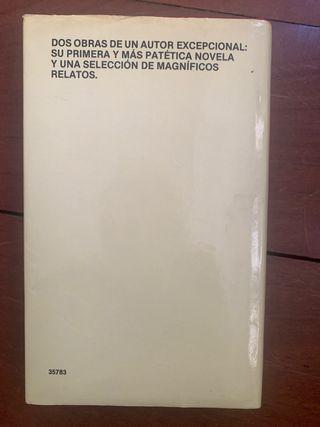 DOS OBRAS DE UN AUTOR EXCEPCIONAL:
SU PRIMERA Y MÁS PATÉTICA NOVELA
Y UNA SELECCIÓN DE MAGNÍFICOS
RELATOS.
35783